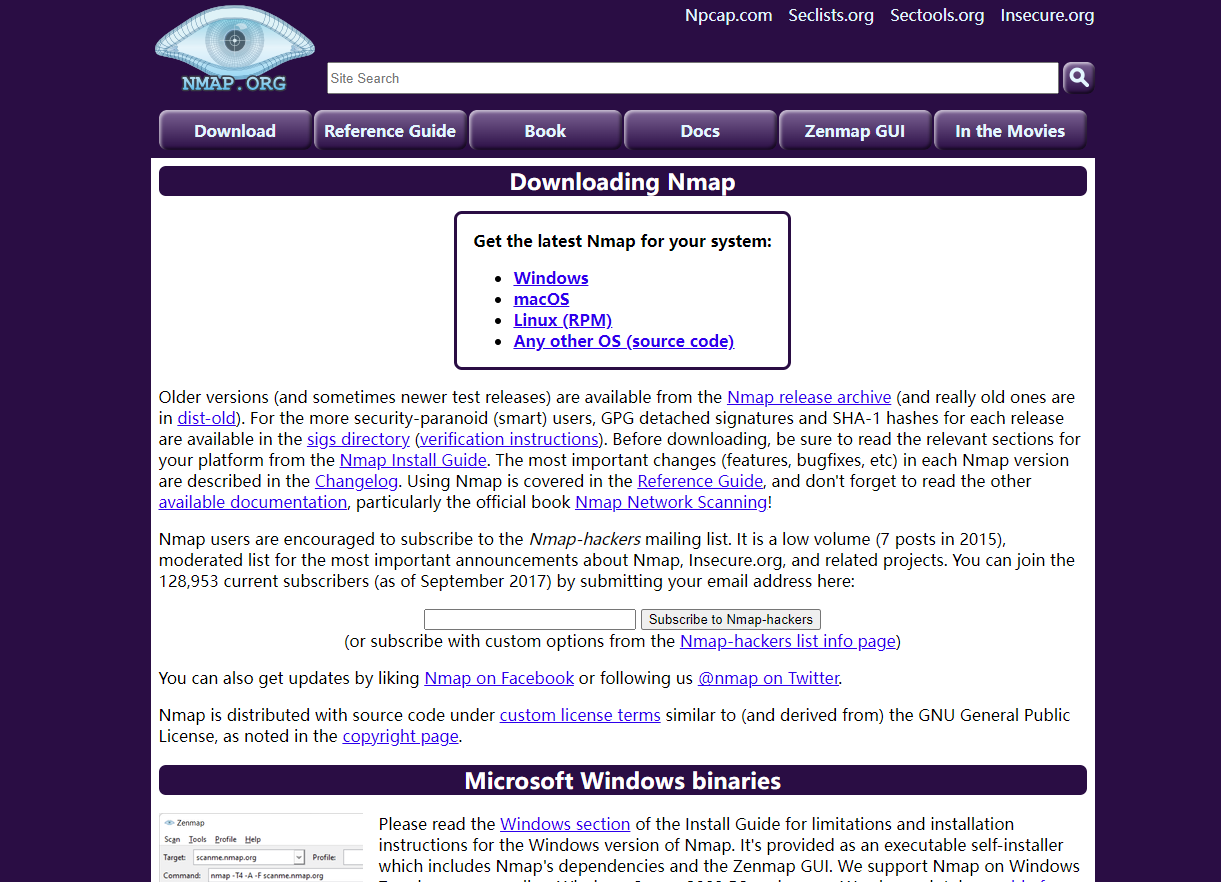 Npcap.com Seclists.org Sectools.org Insecure.org
NMAP.ORG
Site Search
Download Reference Guide Book Docs Zenmap GUI In the Movies
Downloading Nmap
Get the latest Nmap for your system:
• Windows
• macOS
• Linux (RPM)
• Any other OS (source code)
Older versions (and sometimes newer test releases) are available from the Nmap release archive (and really old ones are
in dist-old). For the more security-paranoid (smart) users, GPG detached signatures and SHA-1 hashes for each release
are available in the sigs directory (verification instructions). Before downloading, be sure to read the relevant sections for
your platform from the Nmap Install Guide. The most important changes (features, bugfixes, etc) in each Nmap version
are described in the Changelog. Using Nmap is covered in the Reference Guide, and don't forget to read the other
available documentation, particularly the official book Nmap Network Scanning!
Nmap users are encouraged to subscribe to the Nmap-hackers mailing list. It is a low volume (7 posts in 2015),
moderated list for the most important announcements about Nmap, Insecure.org, and related projects. You can join the
128,953 current subscribers (as of September 2017) by submitting your email address here:
Subscribe to Nmap-hackers
(or subscribe with custom options from the Nmap-hackers list info page)
You can also get updates by liking Nmap on Facebook or following us @nmap on Twitter.
Nmap is distributed with source code under custom license terms similar to (and derived from) the GNU General Public
License, as noted in the copyright page.
Microsoft Windows binaries
Zenmap
Scan Tools Profile Help
Target: scanme.nmap.org Profile:
Command: nmap -T4 -A -F scanme.nmap.org
Please read the Windows section of the Install Guide for limitations and installation
instructions for the Windows version of Nmap. It's provided as an executable self-installer
which includes Nmap's dependencies and the Zenmap GUI. We support Nmap on Windows